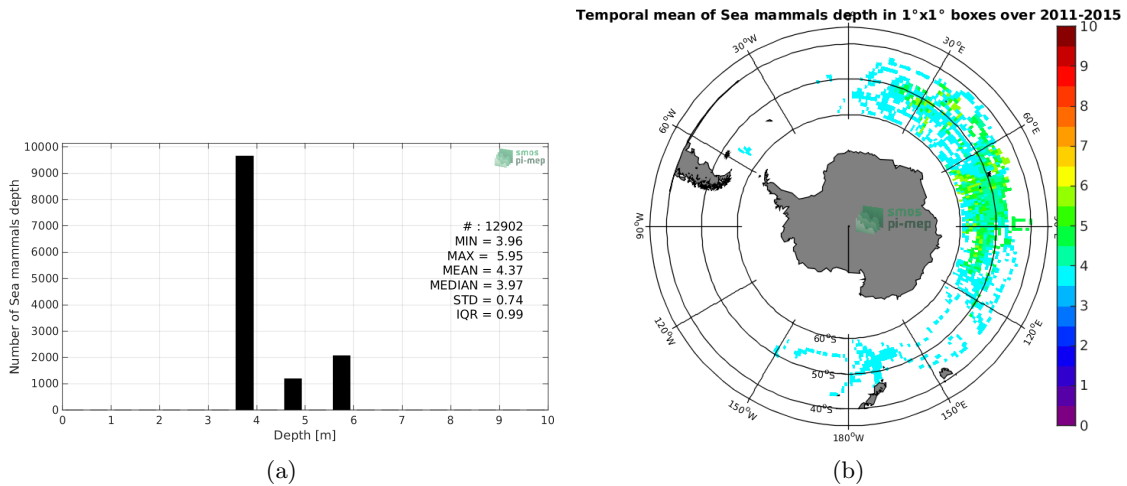 Temporal mean of Sea mammals depth in 1°x1° boxes over 2011-2015
Number of Sea mammals depth
10000
9000
8000
7000
6000
5000
4000
3000
2000
1000
0
smos
pi-mep
# : 12902
MIN = 3.96
MAX = 5.95
MEAN = 4.37
MEDIAN = 3.97
STD = 0.74
IQR = 0.99
0 1 2 3 4 5 6 7 8 9 10
Depth [m]
(a)
30°W
30°E
60°W
60°E
90°W
120°W
120°E
150°W
150°E
180°W
60°S
50°S
40°S
smos
pi-mep
10
9
8
7
6
5
4
3
2
1
0
(b)